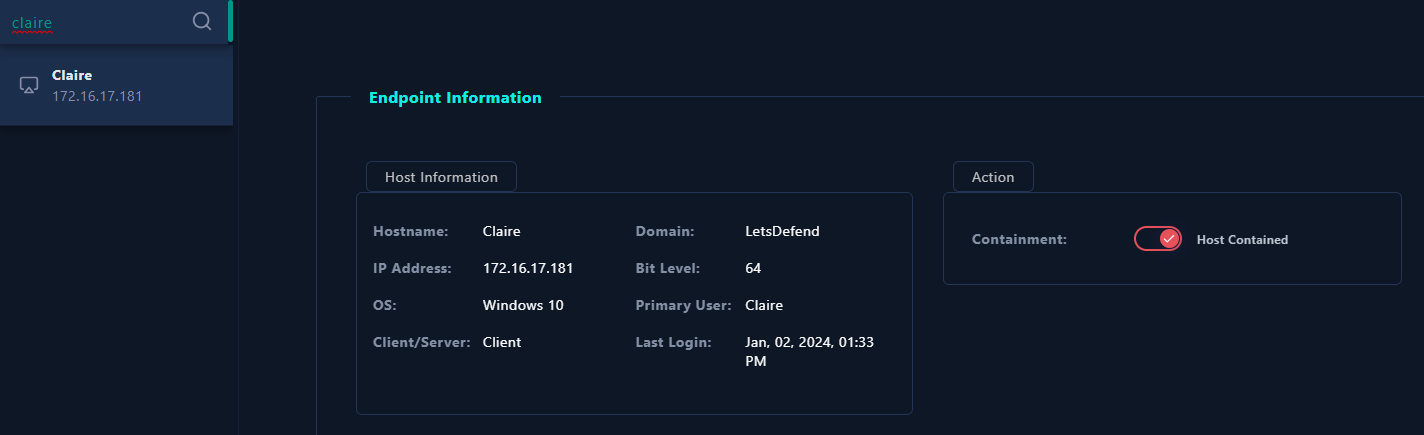 claire
Claire
172.16.17.181
Endpoint Information
Host Information
Hostname: Claire Domain: LetsDefend
IP Address: 172.16.17.181 Bit Level: 64
OS: Windows 10 Primary User: Claire
Client/Server: Client Last Login: Jan, 02, 2024, 01:33
PM
Action
Containment: Host Contained